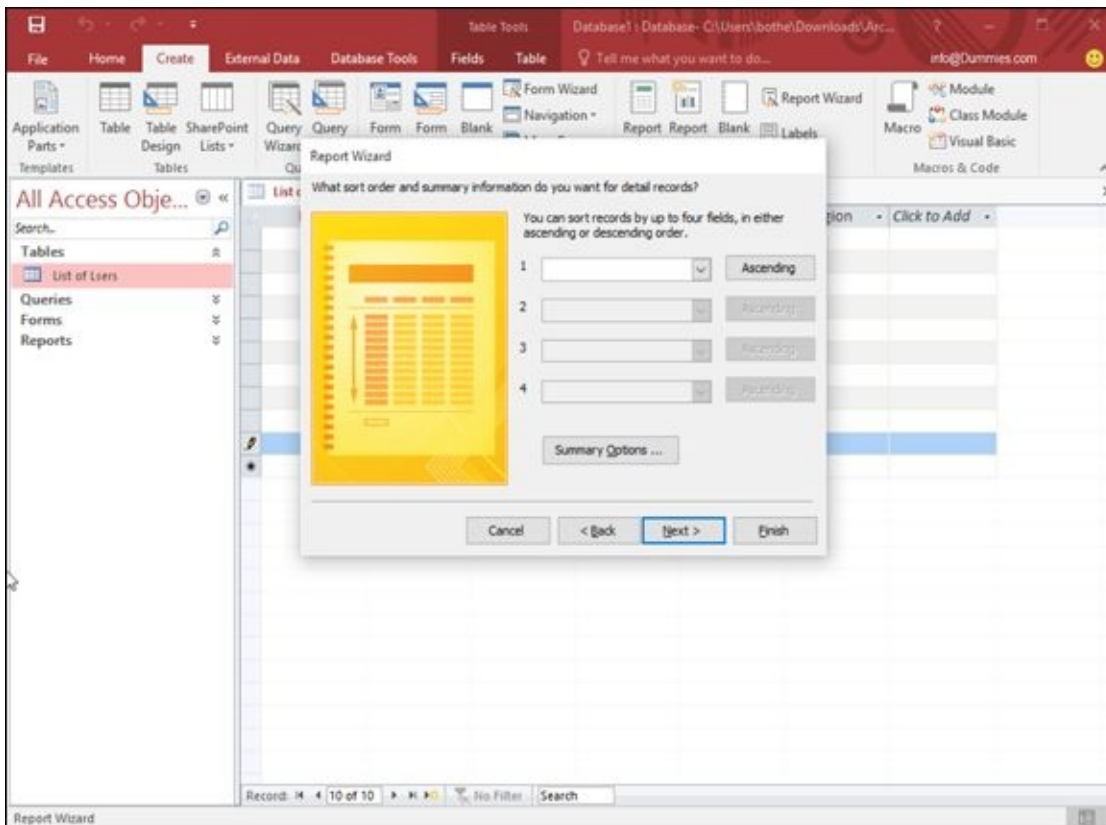 Table Tools Database1 : Database- C:\Users\bothe\Downloads\Arc... ?
File Home Create External Data Database Tools Fields Table Tell me what you want to do... info@Dummies.com
Application Parts
Table
Table Design
SharePoint Lists
Query Wizard
Query
Form
Form
Blank
Form Wizard
Navigation
Report
Report
Blank
Report Wizard
Labels
Macro
Module
Class Module
Visual Basic
Templates Tables Macros & Code
All Access Obje...
Search..
Tables
List of Lsers
Queries
Forms
Reports
Click to Add
Report Wizard
What sort order and summary information do you want for detail records?
You can sort records by up to four fields, in either
ascending or descending order.
1 Ascending
2 Ascending
3 Ascending
4 Ascending
Summary Options ...
Cancel < Back Next > Finish
Record: 10 of 10 No Filter Search
Report Wizard